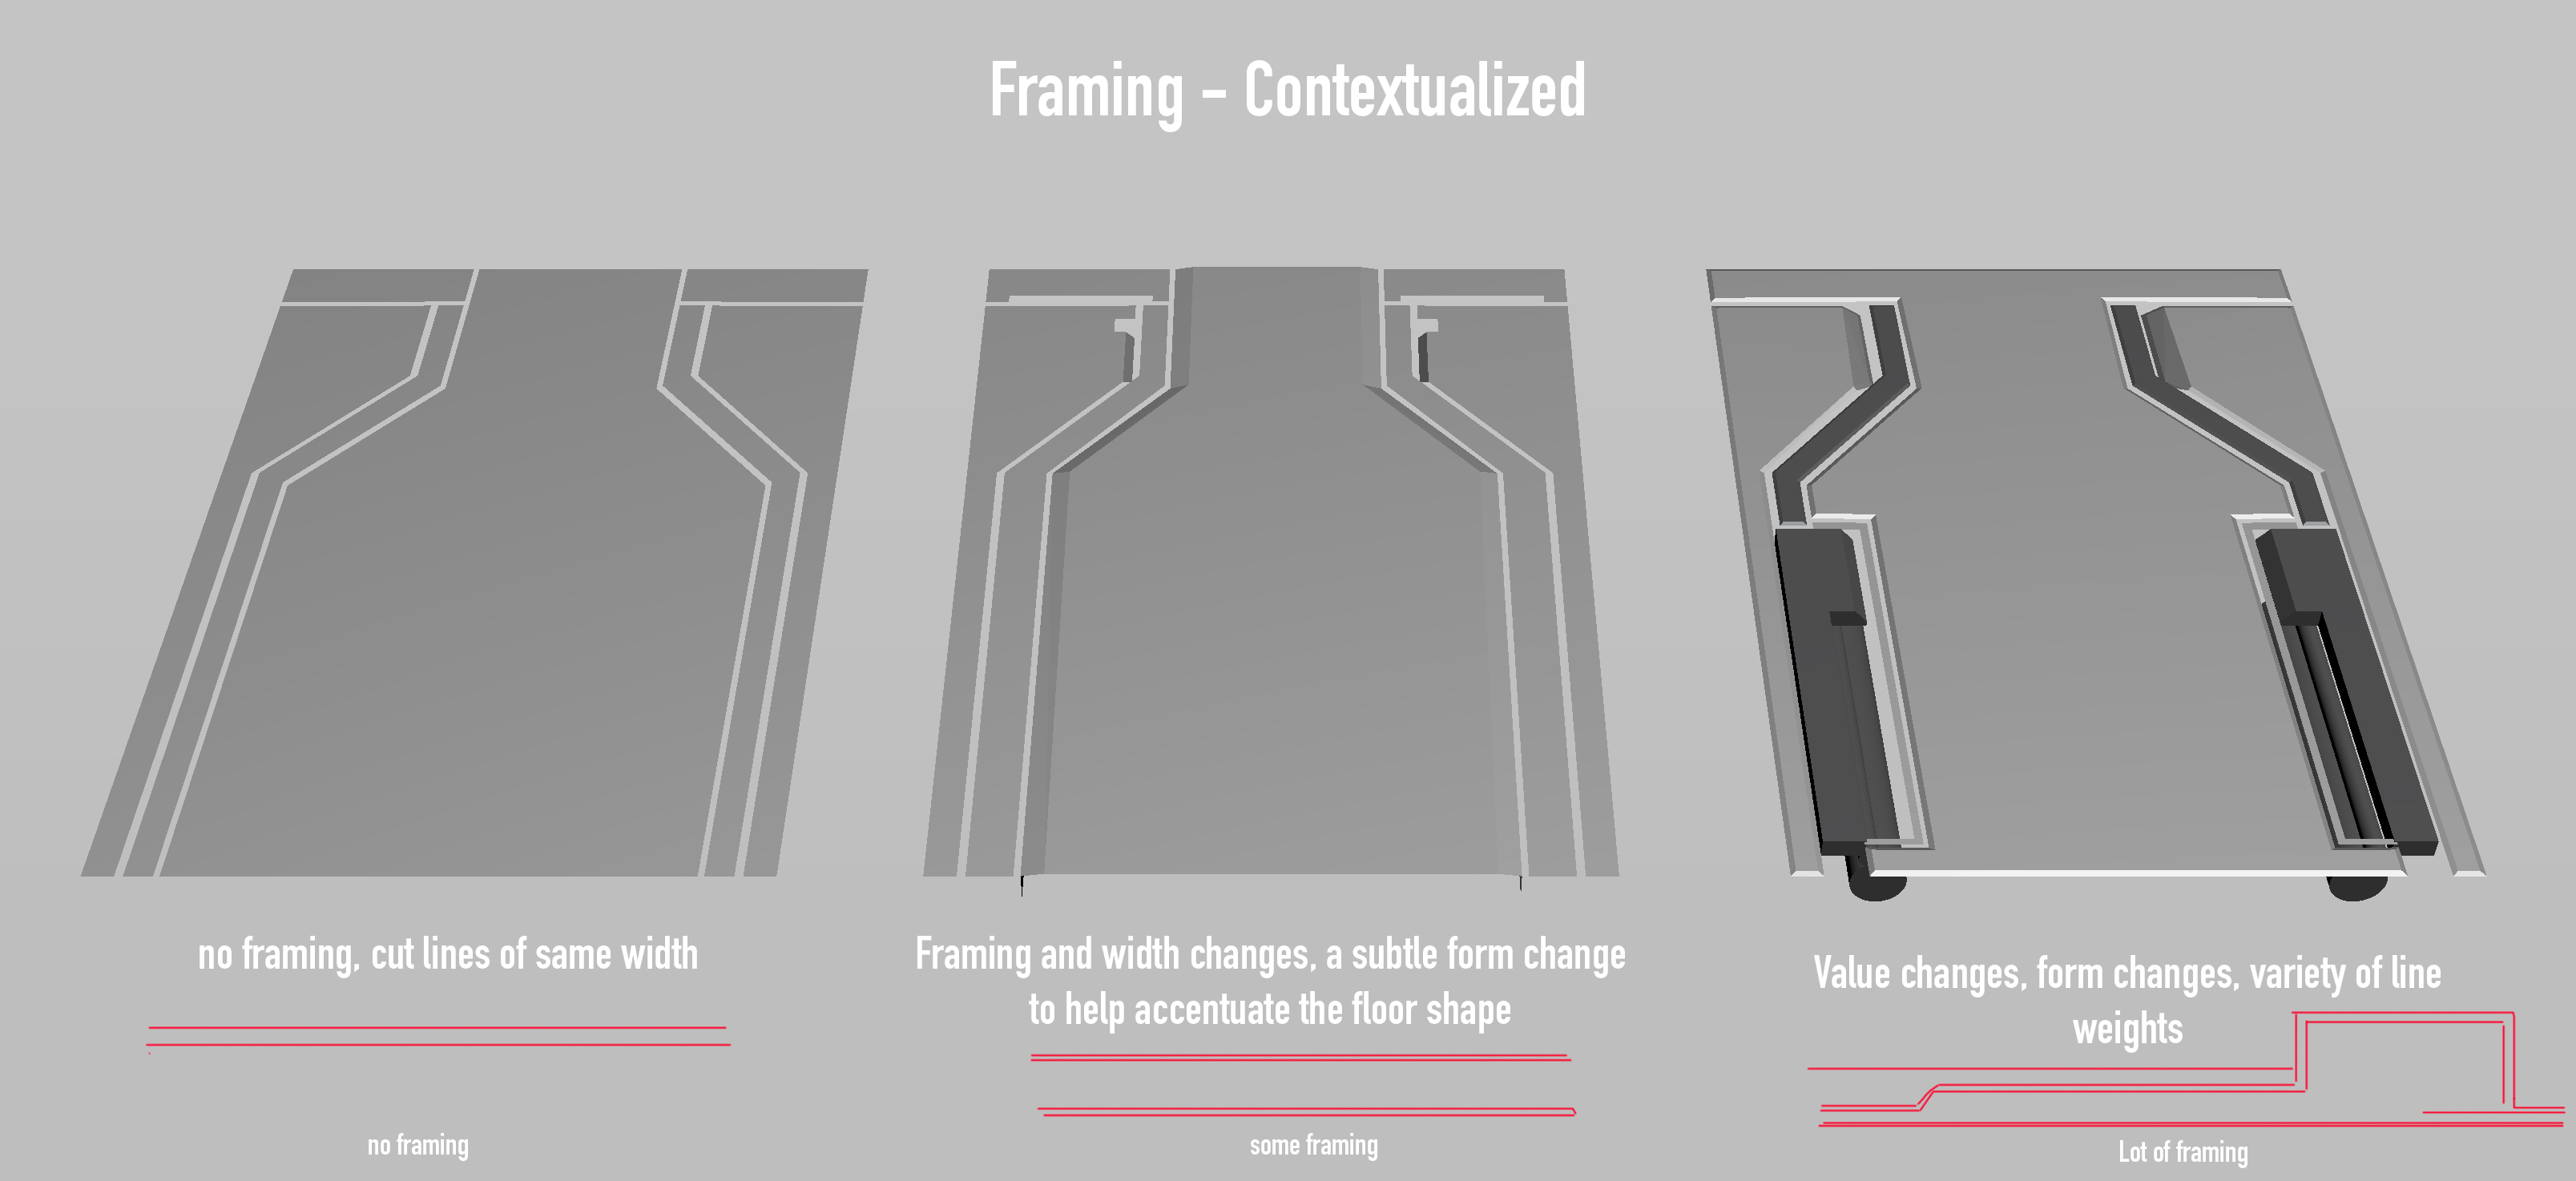 Framing - Contextualized
no framing, cut lines of same width
no framing
Framing and width changes, a subtle form change
to help accentuate the floor shape
some framing
Value changes, form changes, variety of line
weights
Lot of framing